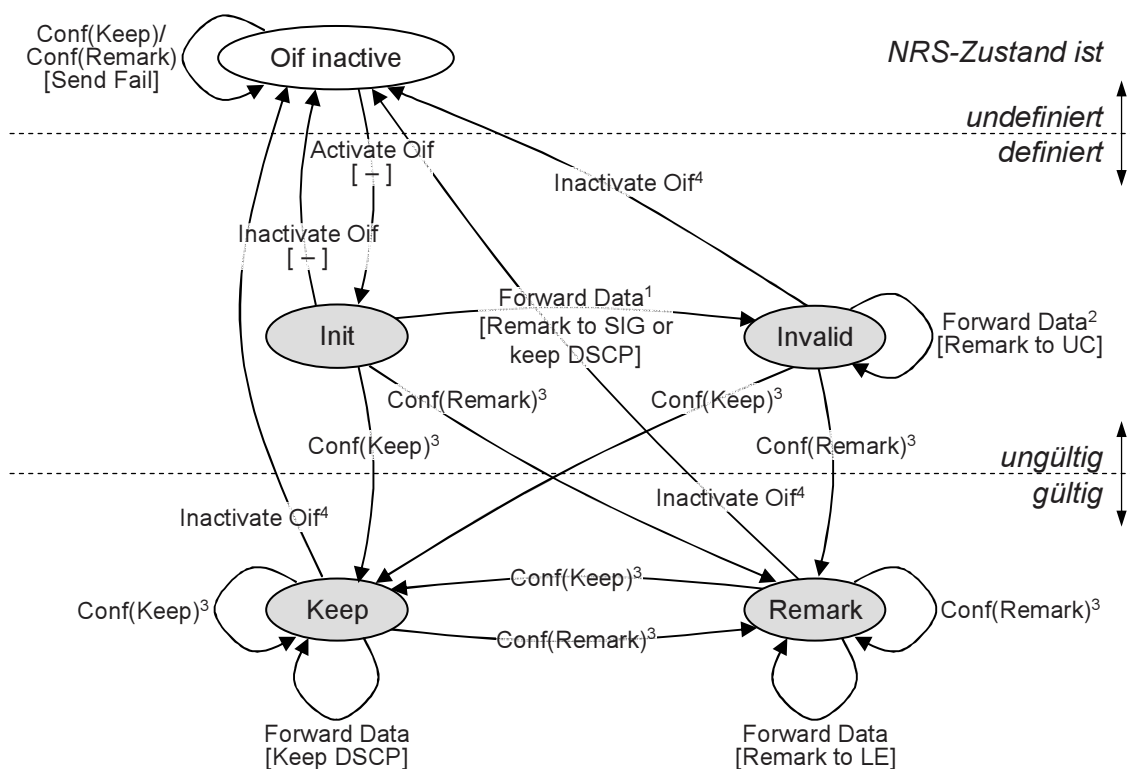 Conf(Keep)/
Conf(Remark)
[Send Fail]
Oif inactive
NRS-Zustand ist
undefiniert
definiert
Activate Oif
[ – ]
Inactivate Oif⁴
Inactivate Oif
[ – ]
Init
Forward Data¹
[Remark to SIG or
keep DSCP]
Invalid
Forward Data²
[Remark to UC]
Conf(Remark)³
Conf(Keep)³
Conf(Keep)³
Conf(Remark)³
ungültig
gültig
Inactivate Oif⁴
Inactivate Oif⁴
Conf(Keep)³
Keep
Conf(Keep)³
Conf(Remark)³
Remark
Conf(Remark)³
Forward Data
[Keep DSCP]
Forward Data
[Remark to LE]